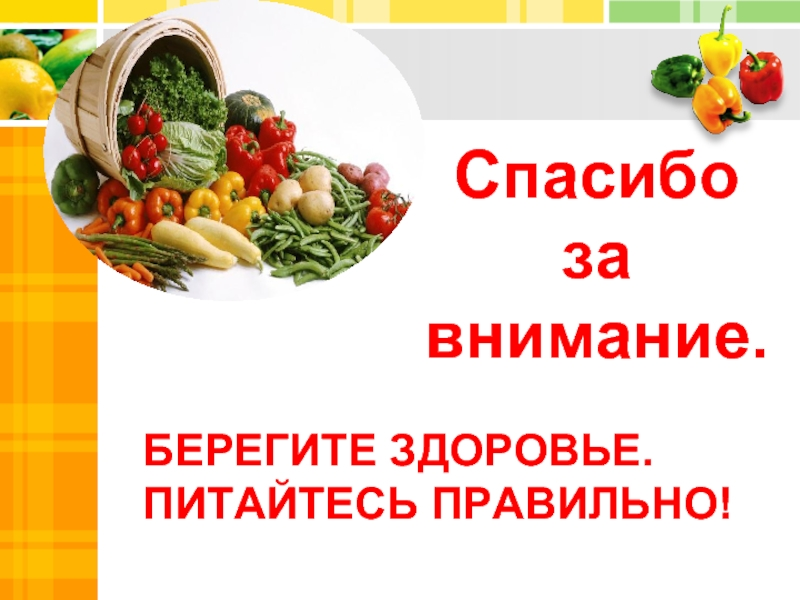 Спасибо
за
внимание.
БЕРЕГИТЕ ЗДОРОВЬЕ.
ПИТАЙТЕСЬ ПРАВИЛЬНО!